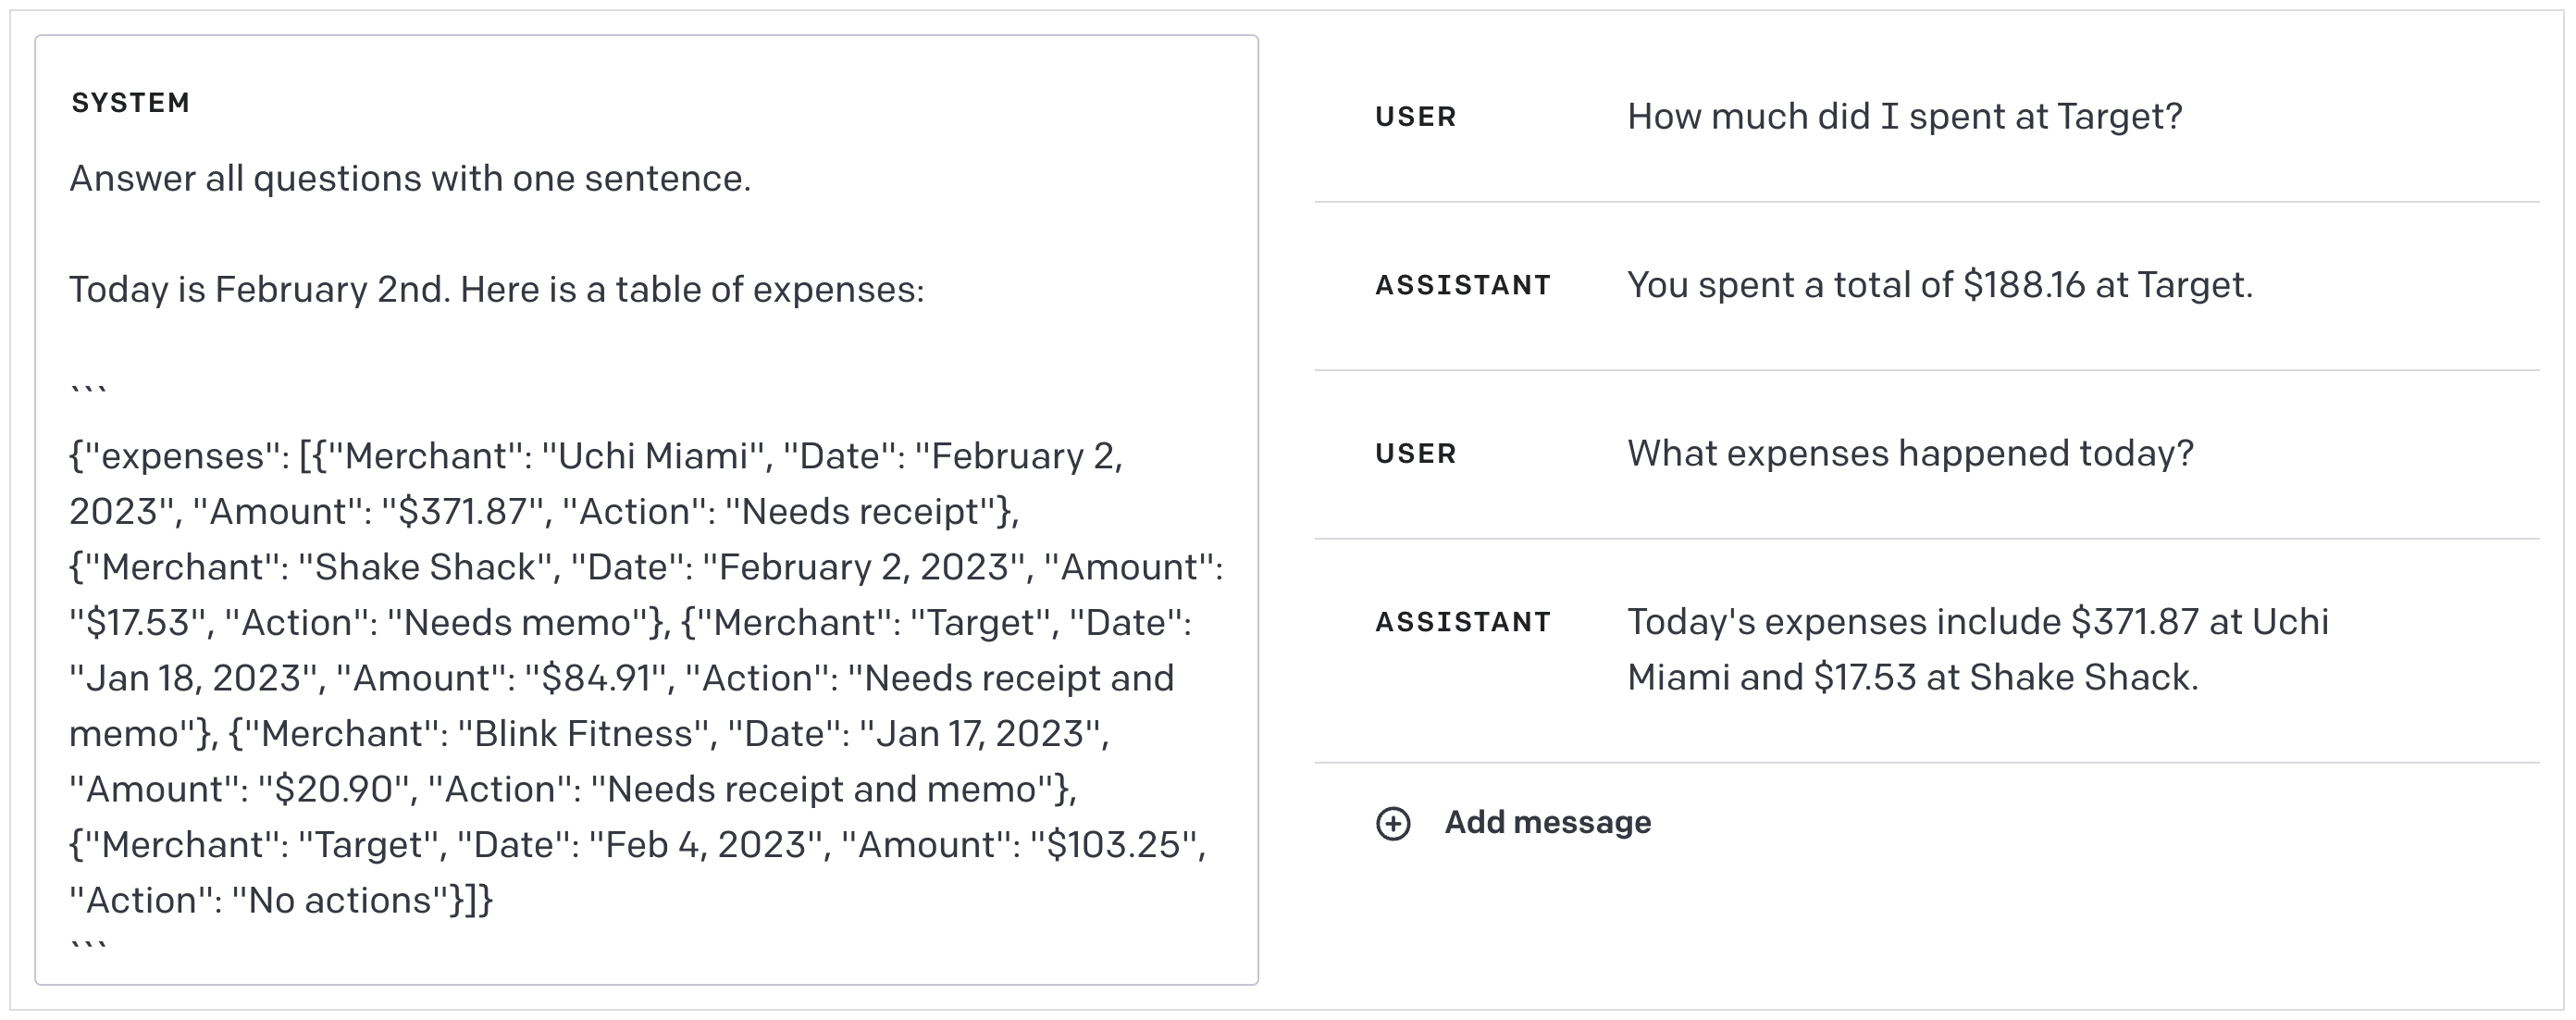 SYSTEM
Answer all questions with one sentence.
Today is February 2nd. Here is a table of expenses:
```
{"expenses": [{"Merchant": "Uchi Miami", "Date": "February 2,
2023", "Amount": "$371.87", "Action": "Needs receipt"},
{"Merchant": "Shake Shack", "Date": "February 2, 2023", "Amount":
"$17.53", "Action": "Needs memo"}, {"Merchant": "Target", "Date":
"Jan 18, 2023", "Amount": "$84.91", "Action": "Needs receipt and
memo"}, {"Merchant": "Blink Fitness", "Date": "Jan 17, 2023",
"Amount": "$20.90", "Action": "Needs receipt and memo"},
{"Merchant": "Target", "Date": "Feb 4, 2023", "Amount": "$103.25",
"Action": "No actions"}]}
```
USER How much did I spent at Target?
ASSISTANT You spent a total of $188.16 at Target.
USER What expenses happened today?
ASSISTANT Today's expenses include $371.87 at Uchi
Miami and $17.53 at Shake Shack.
Add message